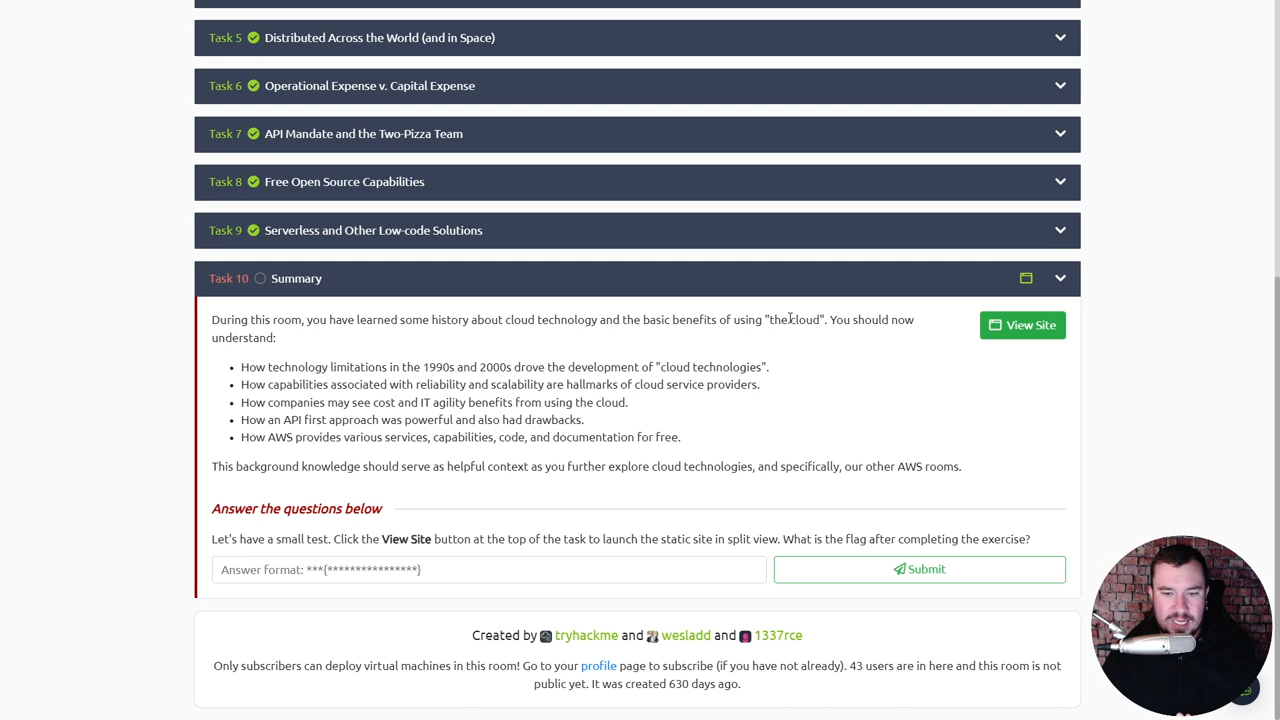 Task 5 Distributed Across the World (and in Space)
Task 6 Operational Expense v. Capital Expense
Task 7 API Mandate and the Two-Pizza Team
Task 8 Free Open Source Capabilities
Task 9 Serverless and Other Low-code Solutions
Task 10 Summary
During this room, you have learned some history about cloud technology and the basic benefits of using "the cloud". You should now
understand:
View Site
• How technology limitations in the 1990s and 2000s drove the development of "cloud technologies".
• How capabilities associated with reliability and scalability are hallmarks of cloud service providers.
• How companies may see cost and IT agility benefits from using the cloud.
• How an API first approach was powerful and also had drawbacks.
• How AWS provides various services, capabilities, code, and documentation for free.
This background knowledge should serve as helpful context as you further explore cloud technologies, and specifically, our other AWS rooms.
Answer the questions below
Let's have a small test. Click the View Site button at the top of the task to launch the static site in split view. What is the flag after completing the exercise?
Answer format: ***{****************}
Submit
Created by tryhackme and wesladd and 1337rce
Only subscribers can deploy virtual machines in this room! Go to your profile page to subscribe (if you have not already). 43 users are in here and this room is not
public yet. It was created 630 days ago.